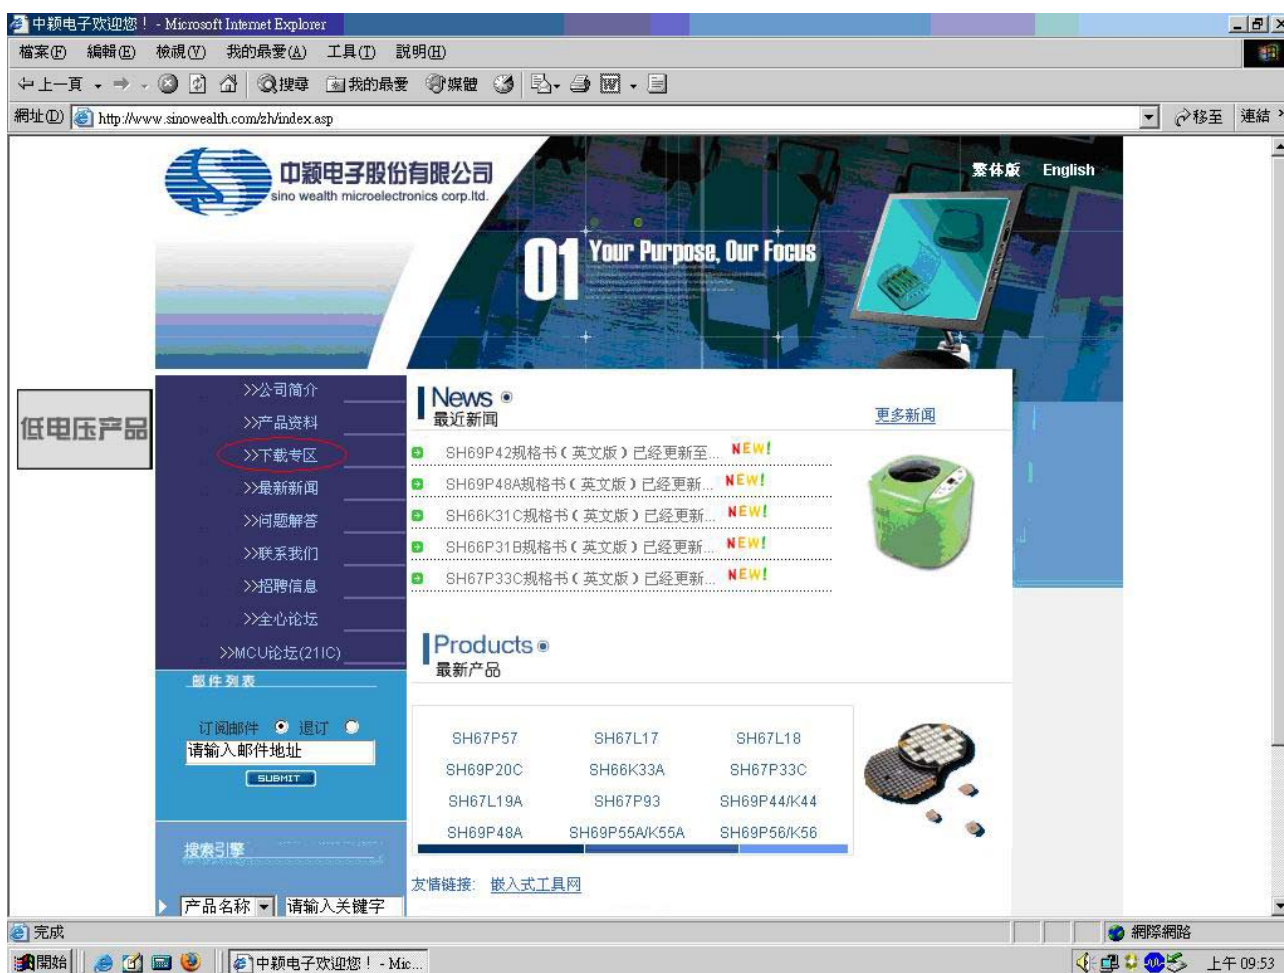 中颖电子欢迎您！ - Microsoft Internet Explorer
檔案(F) 編輯(E) 檢視(V) 我的最愛(A) 工具(T) 說明(H)
上一頁 搜尋 我的最愛 媒體
網址(D) http://www.sinowealth.com/zh/index.asp 移至 連結
中颖电子股份有限公司
sino wealth microelectronics corp.ltd.
繁体版 English
01 Your Purpose, Our Focus
低电压产品
>>公司简介
>>产品资料
>>下载专区
>>最新新闻
>>问题解答
>>联系我们
>>招聘信息
>>全心论坛
>>MCU论坛(21IC)
News
最近新闻
更多新闻
SH69P42规格书（英文版）已经更新至... NEW!
SH69P48A规格书（英文版）已经更新... NEW!
SH66K31C规格书（英文版）已经更新... NEW!
SH66P31B规格书（英文版）已经更新... NEW!
SH67P33C规格书（英文版）已经更新... NEW!
邮件列表
订阅邮件 退订
请输入邮件地址
SUBMIT
搜索引擎
产品名称 请输入关键字
Products
最新产品
SH67P57 SH67L17 SH67L18
SH69P20C SH66K33A SH67P33C
SH67L19A SH67P93 SH69P44/K44
SH69P48A SH69P55A/K55A SH69P56/K56
友情链接: 嵌入式工具网
完成 網際網路
開始 中颖电子欢迎您！ - Mic... 上午 09:53